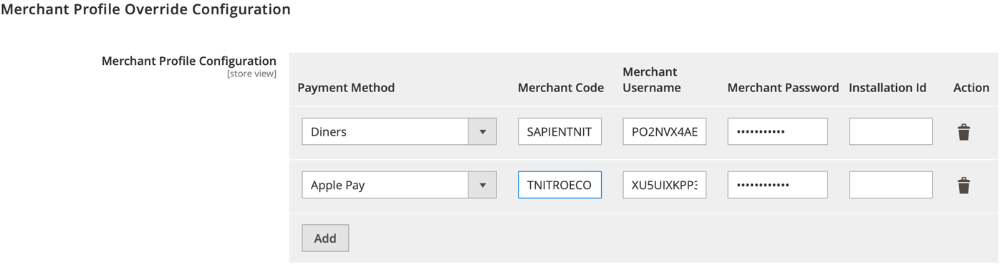 Merchant Profile Override Configuration
Merchant Profile Configuration
[store view]
Payment Method
Merchant Code
Merchant
Username
Merchant Password
Installation Id
Action
Diners
SAPIENTNIT
PO2NVX4AE
•••••••••••
Apple Pay
TNITROECO
XU5UIXKPP3
••••••••••••
Add